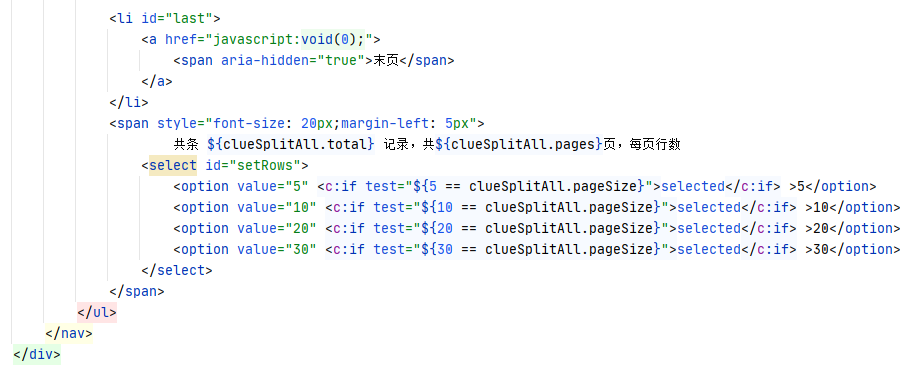 <li id="last">
<a href="javascript:void(0);">
<span aria-hidden="true">末页</span>
</a>
</li>
<span style="font-size: 20px;margin-left: 5px">
共条 ${clueSplitAll.total} 记录，共${clueSplitAll.pages}页，每页行数
<select id="setRows">
<option value="5" <c:if test="${5 == clueSplitAll.pageSize}">selected</c:if> >5</option>
<option value="10" <c:if test="${10 == clueSplitAll.pageSize}">selected</c:if> >10</option>
<option value="20" <c:if test="${20 == clueSplitAll.pageSize}">selected</c:if> >20</option>
<option value="30" <c:if test="${30 == clueSplitAll.pageSize}">selected</c:if> >30</option>
</select>
</span>
</ul>
</nav>
</div>